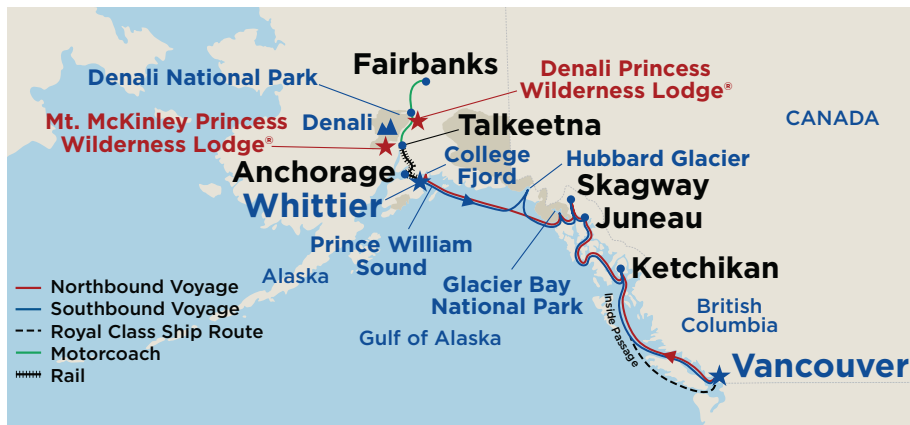 Fairbanks
Denali National Park
Denali Princess
Wilderness Lodge®
Mt. McKinley Princess
Wilderness Lodge®
Denali
Talkeetna
CANADA
Anchorage
College
Fjord
Hubbard Glacier
Whittier
Skagway
Juneau
Prince William
Sound
Alaska
Glacier Bay
National Park
Ketchikan
Gulf of Alaska
Inside Passage
British
Columbia
Vancouver
Northbound Voyage
Southbound Voyage
Royal Class Ship Route
Motorcoach
Rail